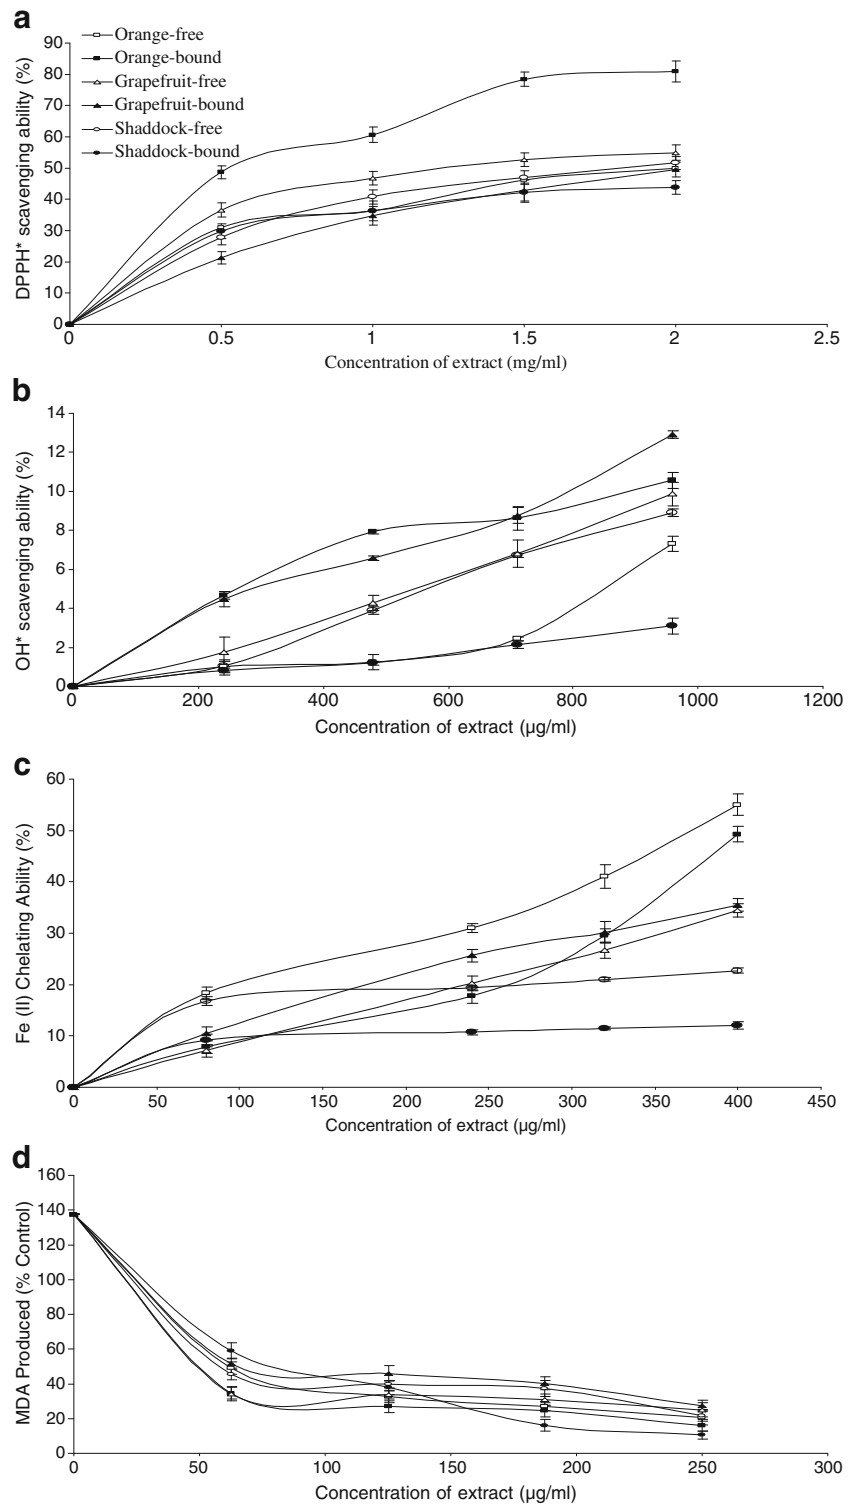 a
Orange-free
Orange-bound
Grapefruit-free
Grapefruit-bound
Shaddock-free
Shaddock-bound
DPPH* scavenging ability (%)
90
80
70
60
50
40
30
20
10
0
0 0.5 1 1.5 2 2.5
Concentration of extract (mg/ml)
b
OH* scavenging ability (%)
14
12
10
8
6
4
2
0
0 200 400 600 800 1000 1200
Concentration of extract (µg/ml)
c
Fe (II) Chelating Ability (%)
60
50
40
30
20
10
0
0 50 100 150 200 250 300 350 400 450
Concentration of extract (µg/ml)
d
MDA Produced (% Control)
160
140
120
100
80
60
40
20
0
0 50 100 150 200 250 300
Concentration of extract (µg/ml)